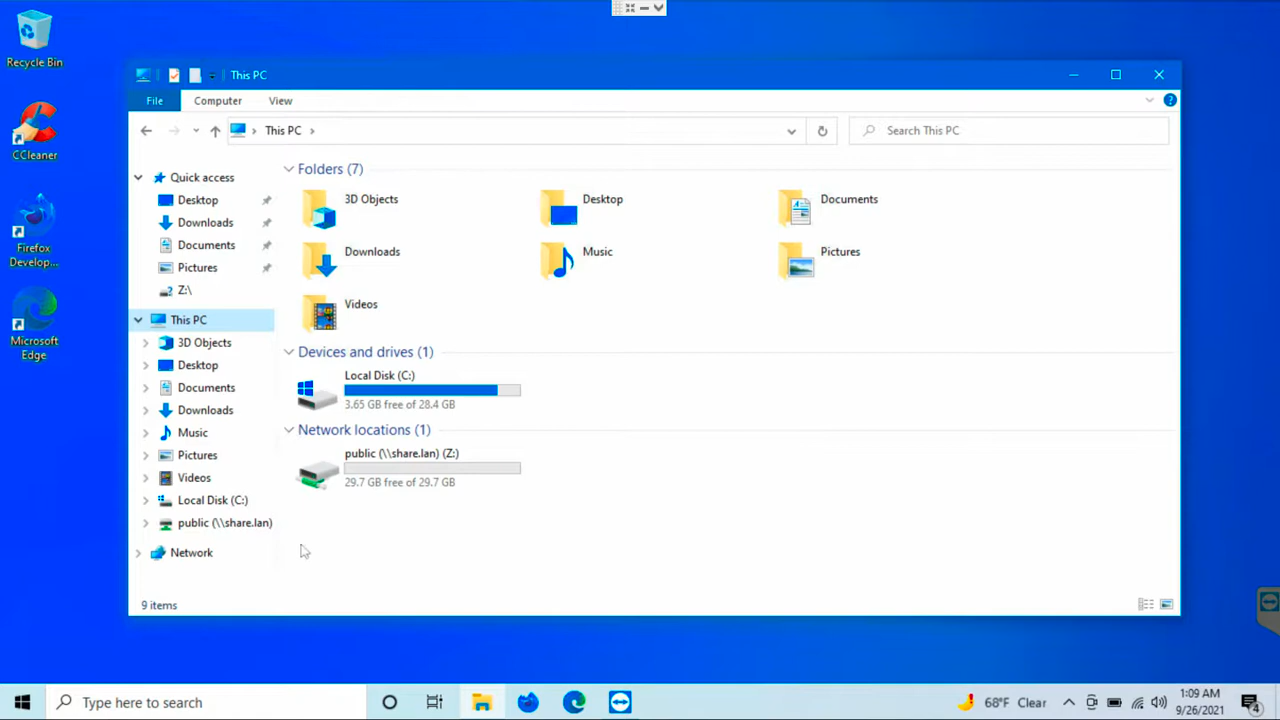 Recycle Bin
CCleaner
Firefox
Develop...
Microsoft
Edge
This PC
File
Computer
View
This PC
Search This PC
Quick access
Desktop
Downloads
Documents
Pictures
Z:\
This PC
3D Objects
Desktop
Documents
Downloads
Music
Pictures
Videos
Local Disk (C:)
public (\\share.lan)
Network
Folders (7)
3D Objects
Desktop
Documents
Downloads
Music
Pictures
Videos
Devices and drives (1)
Local Disk (C:)
3.65 GB free of 28.4 GB
Network locations (1)
public (\\share.lan) (Z:)
29.7 GB free of 29.7 GB
9 items
Type here to search
68°F Clear
1:09 AM
9/26/2021
4